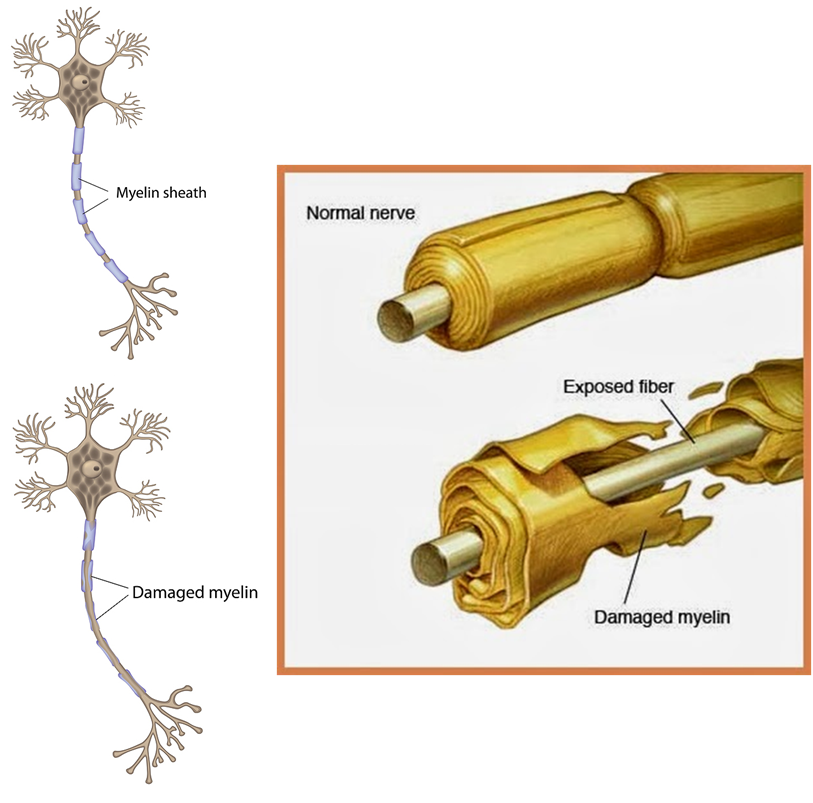 Myelin sheath
Normal nerve
Exposed fiber
Damaged myelin
Damaged myelin